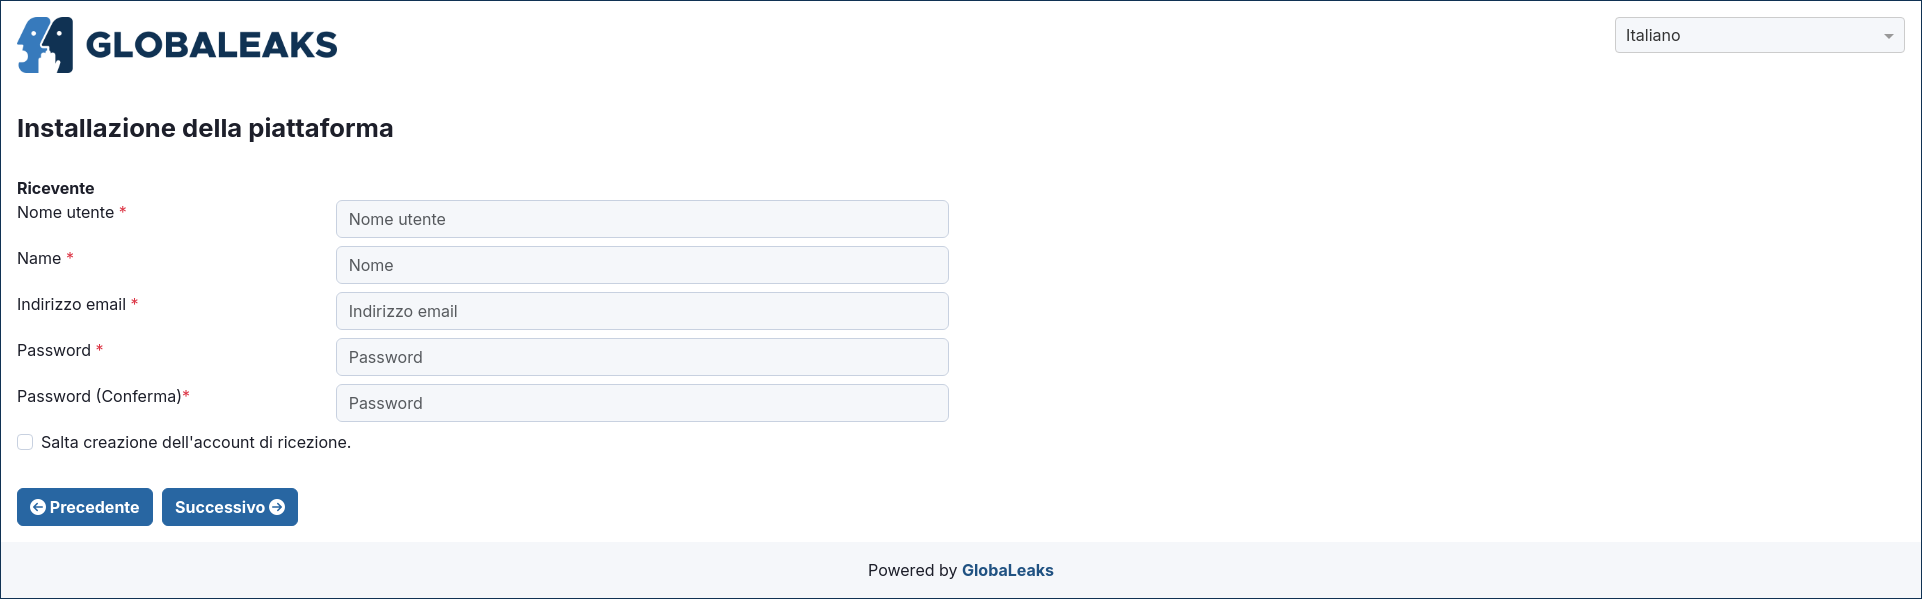 GLOBALEAKS
Italiano
Installazione della piattaforma
Ricevente
Nome utente *
Nome utente
Name *
Nome
Indirizzo email *
Indirizzo email
Password *
Password
Password (Conferma)*
Password
Salta creazione dell'account di ricezione.
Precedente Successivo
Powered by GlobaLeaks